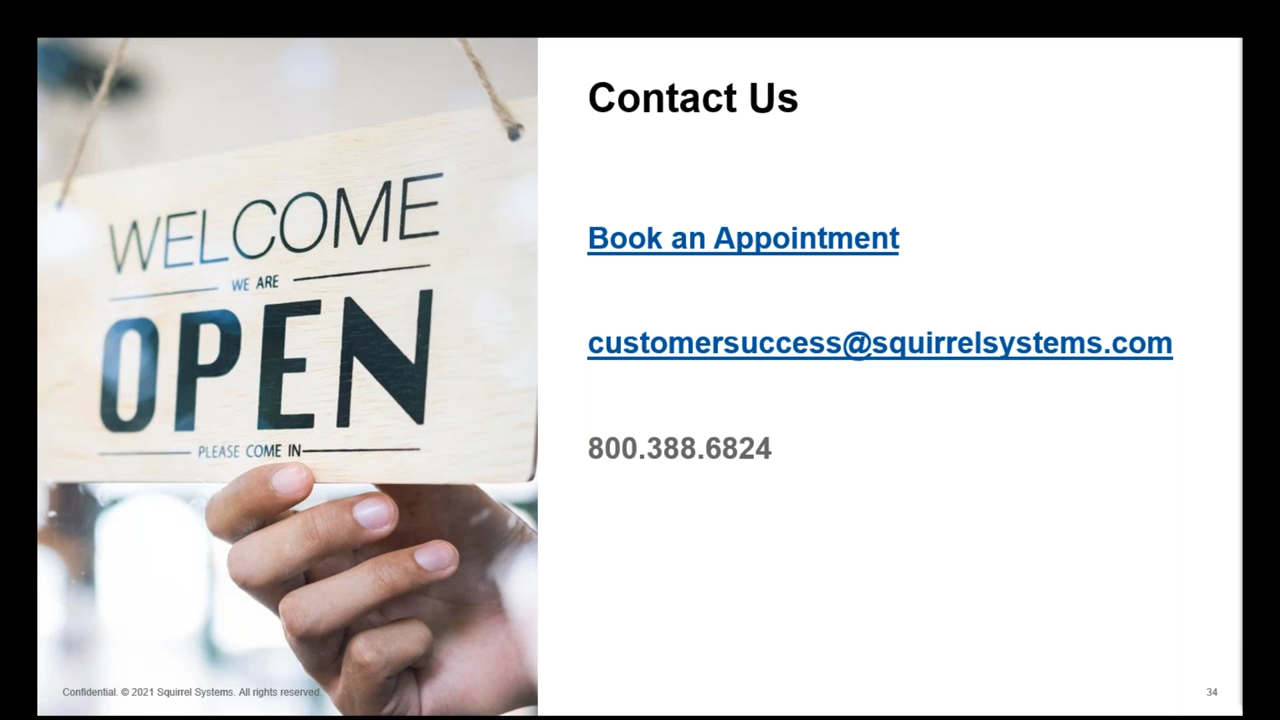 WELCOME
WE ARE
OPEN
PLEASE COME IN
Contact Us
Book an Appointment
customersuccess@squirrelsystems.com
800.388.6824
Confidential. © 2021 Squirrel Systems. All rights reserved.
34